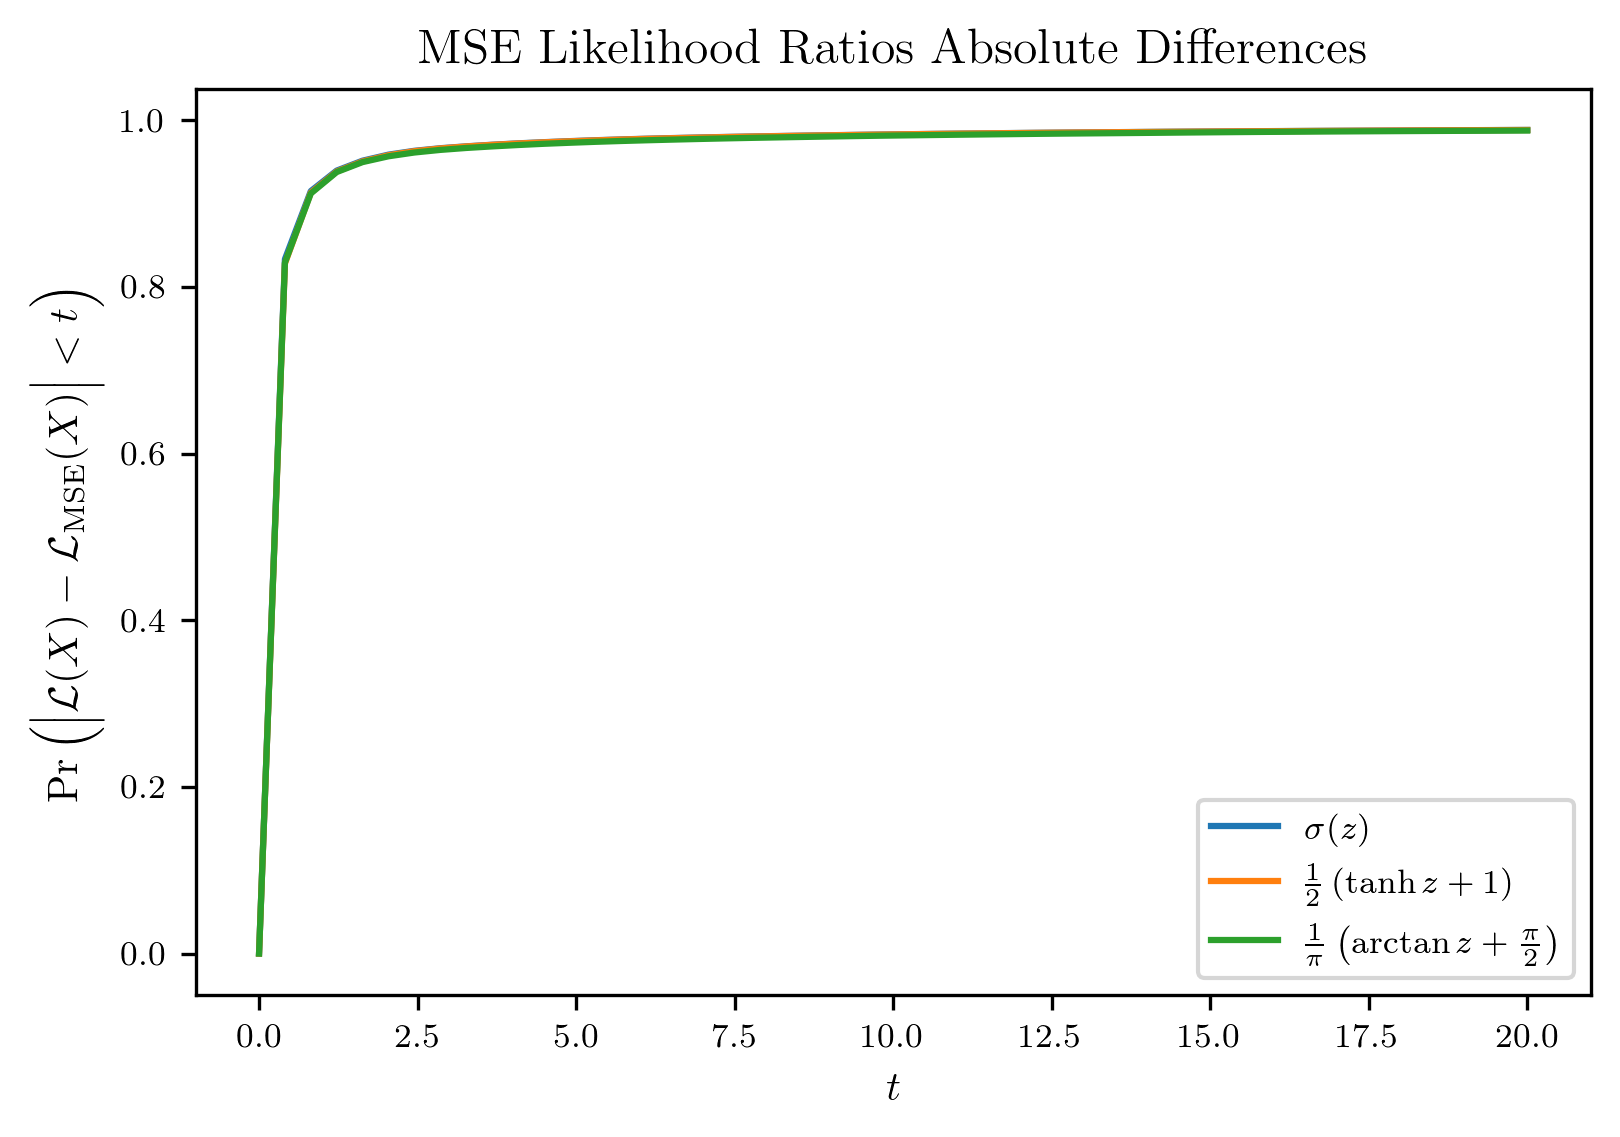 MSE Likelihood Ratios Absolute Differences
Pr(|ℒ(X) − ℒ_MSE(X)| < t)
1.0
0.8
0.6
0.4
0.2
0.0
σ(z)
1/2 (tanh z + 1)
1/π (arctan z + π/2)
0.0 2.5 5.0 7.5 10.0 12.5 15.0 17.5 20.0
t